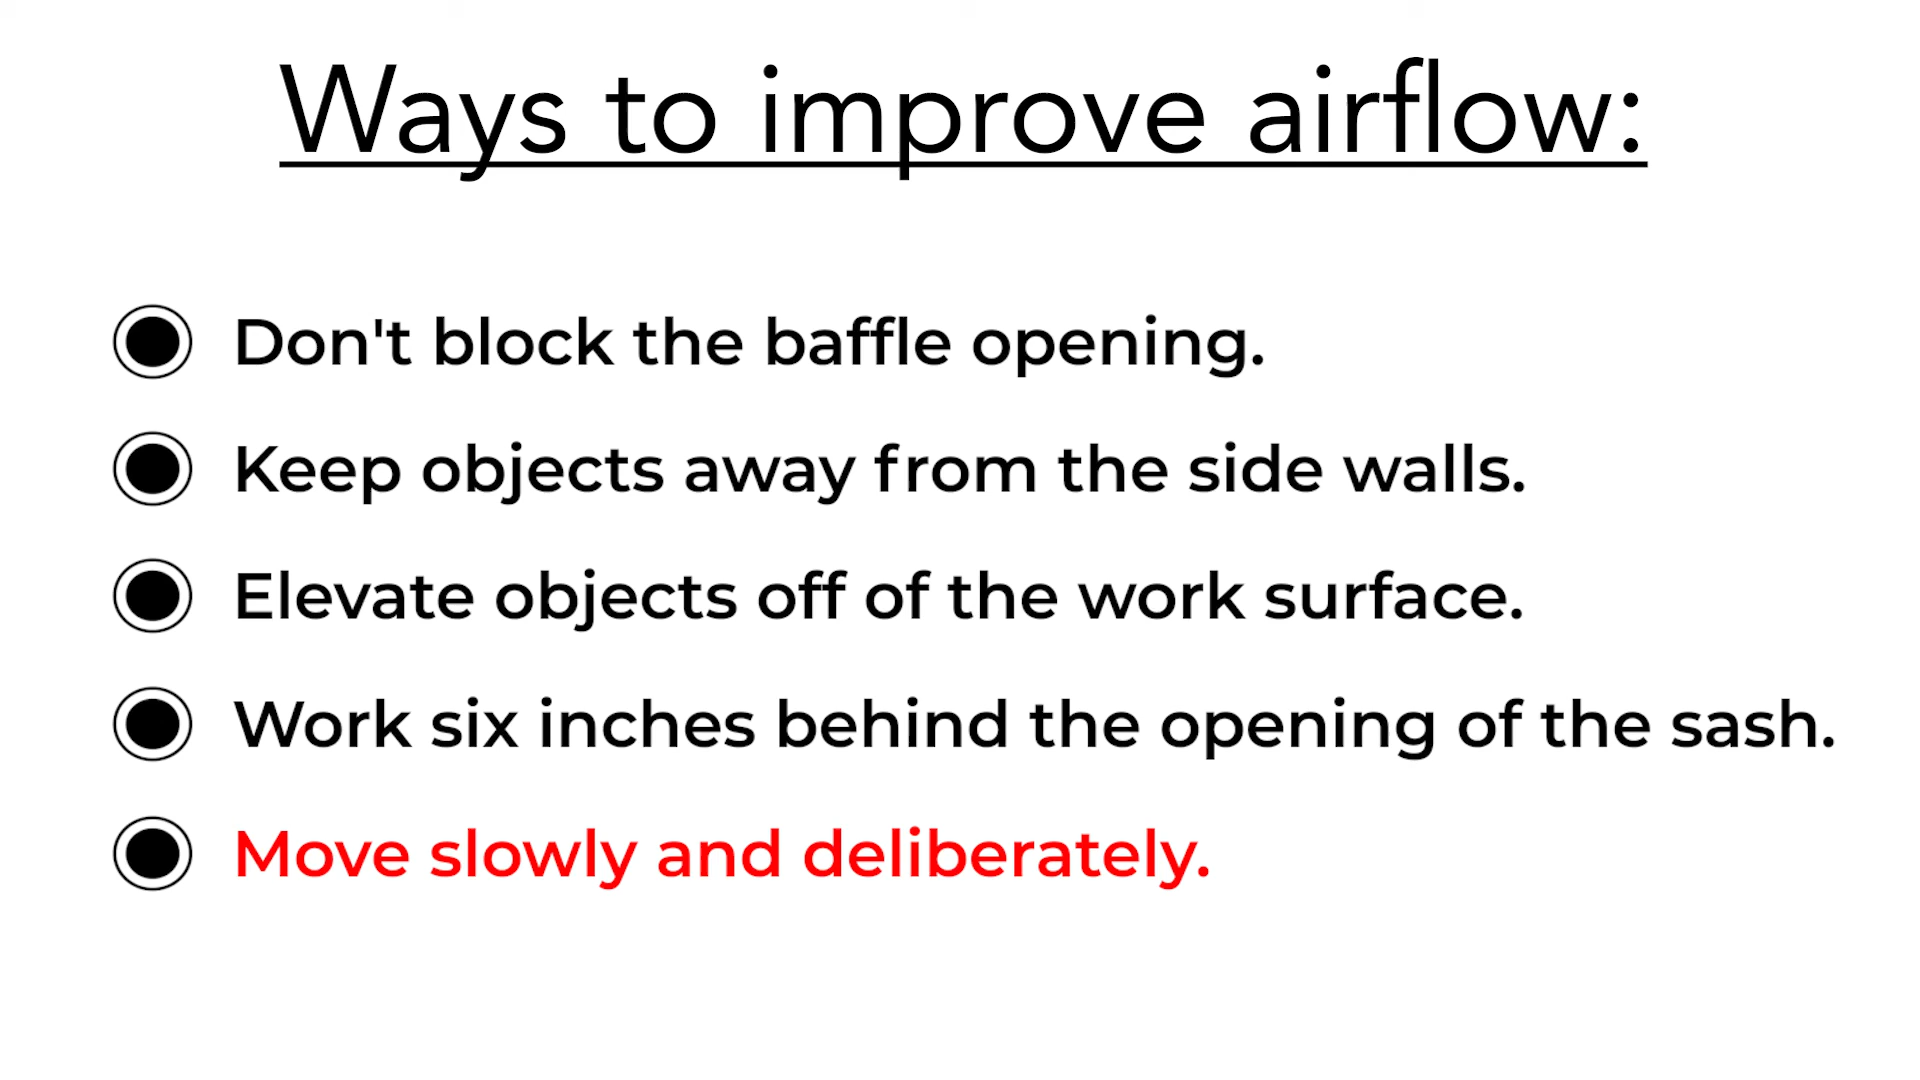 Ways to improve airflow:
Don't block the baffle opening.
Keep objects away from the side walls.
Elevate objects off of the work surface.
Work six inches behind the opening of the sash.
Move slowly and deliberately.